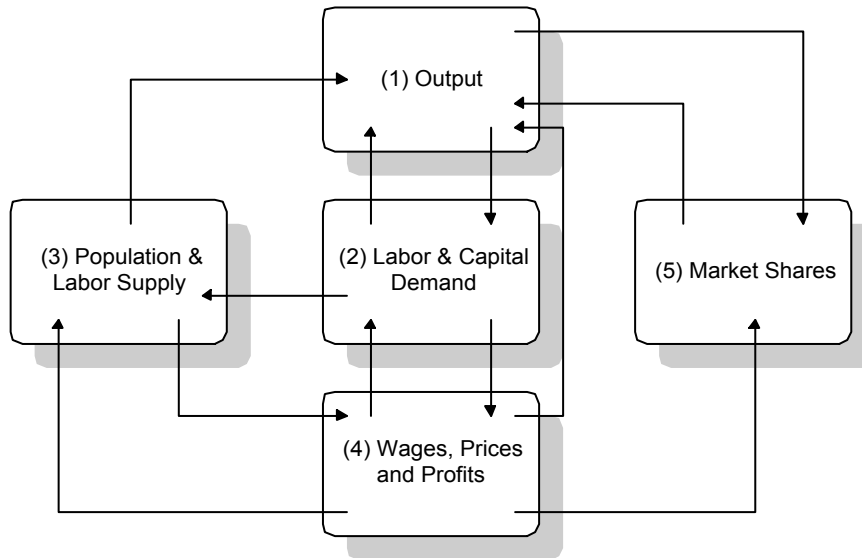 (1) Output
(3) Population &
Labor Supply
(2) Labor & Capital
Demand
(5) Market Shares
(4) Wages, Prices
and Profits